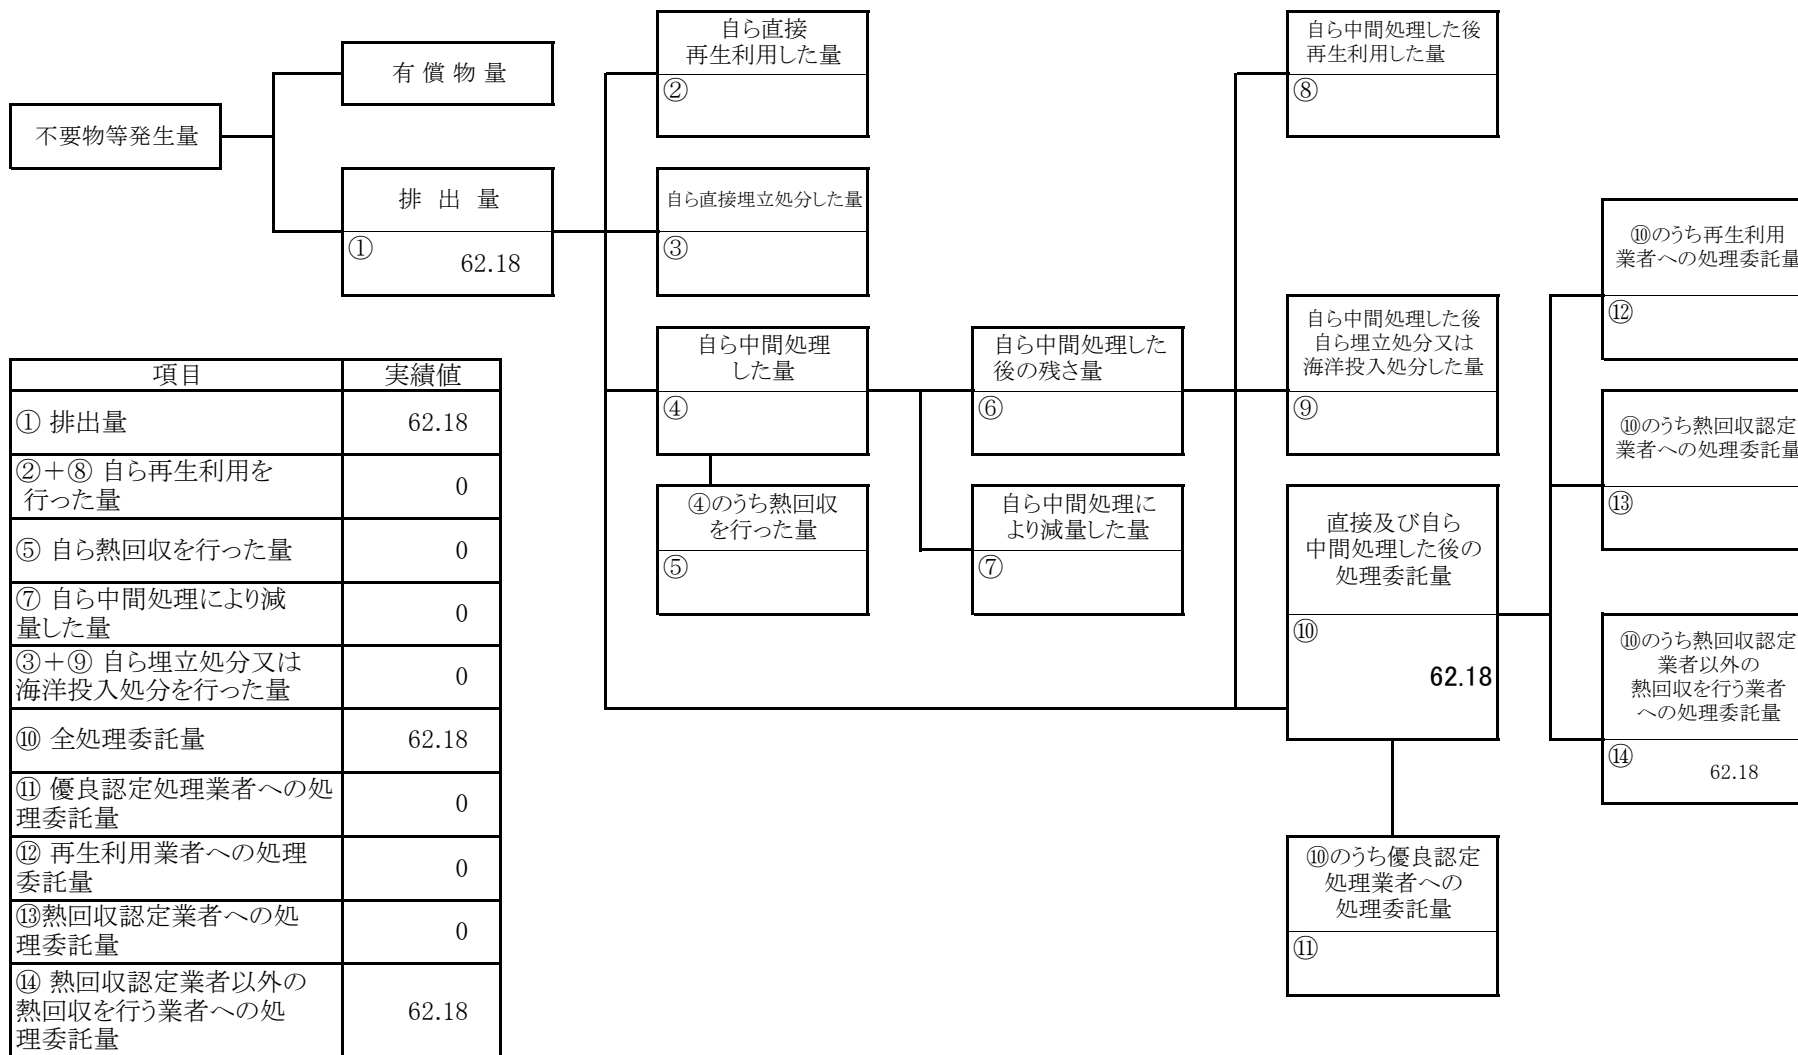 不要物等発生量
有 償 物 量
排 出 量
①
62.18
自ら直接
再生利用した量
②
自ら直接埋立処分した量
③
自ら中間処理
した量
④
④のうち熱回収
を行った量
⑤
自ら中間処理した
後の残さ量
⑥
自ら中間処理に
より減量した量
⑦
自ら中間処理した後
再生利用した量
⑧
自ら中間処理した後
自ら埋立処分又は
海洋投入処分した量
⑨
直接及び自ら
中間処理した後の
処理委託量
⑩
62.18
⑩のうち優良認定
処理業者への
処理委託量
⑪
⑩のうち再生利用
業者への処理委託量
⑫
⑩のうち熱回収認定
業者への処理委託量
⑬
⑩のうち熱回収認定
業者以外の
熱回収を行う業者
への処理委託量
⑭
62.18
項目 実績値
① 排出量 62.18
②+⑧ 自ら再生利用を
行った量 0
⑤ 自ら熱回収を行った量 0
⑦ 自ら中間処理により減
量した量 0
③+⑨ 自ら埋立処分又は
海洋投入処分を行った量 0
⑩ 全処理委託量 62.18
⑪ 優良認定処理業者への処
理委託量 0
⑫ 再生利用業者への処理
委託量 0
⑬熱回収認定業者への処
理委託量 0
⑭ 熱回収認定業者以外の
熱回収を行う業者への処
理委託量 62.18